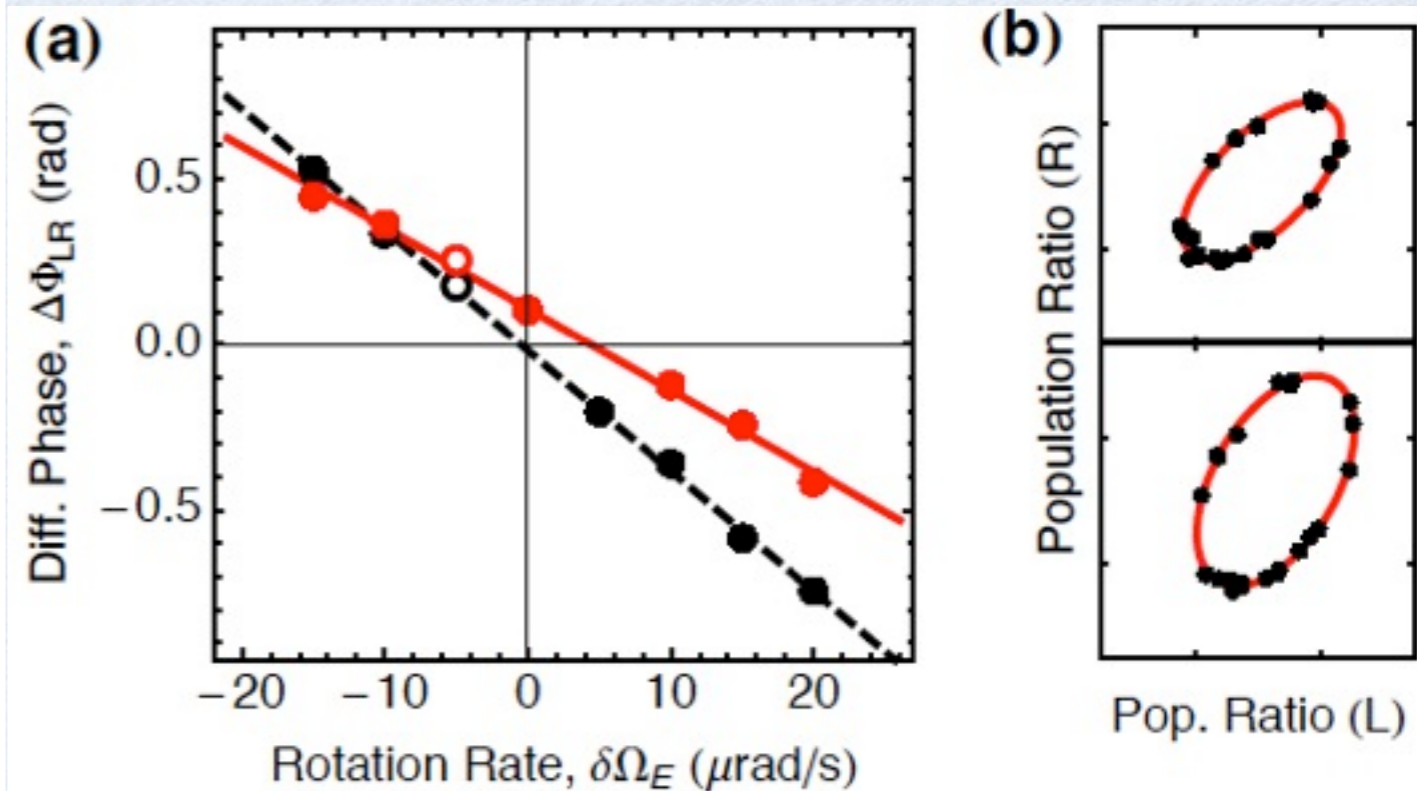 (a)
Diff. Phase, ΔΦLR (rad)
0.5
0.0
−0.5
−20 −10 0 10 20
Rotation Rate, δΩE (μrad/s)
(b)
Population Ratio (R)
Pop. Ratio (L)